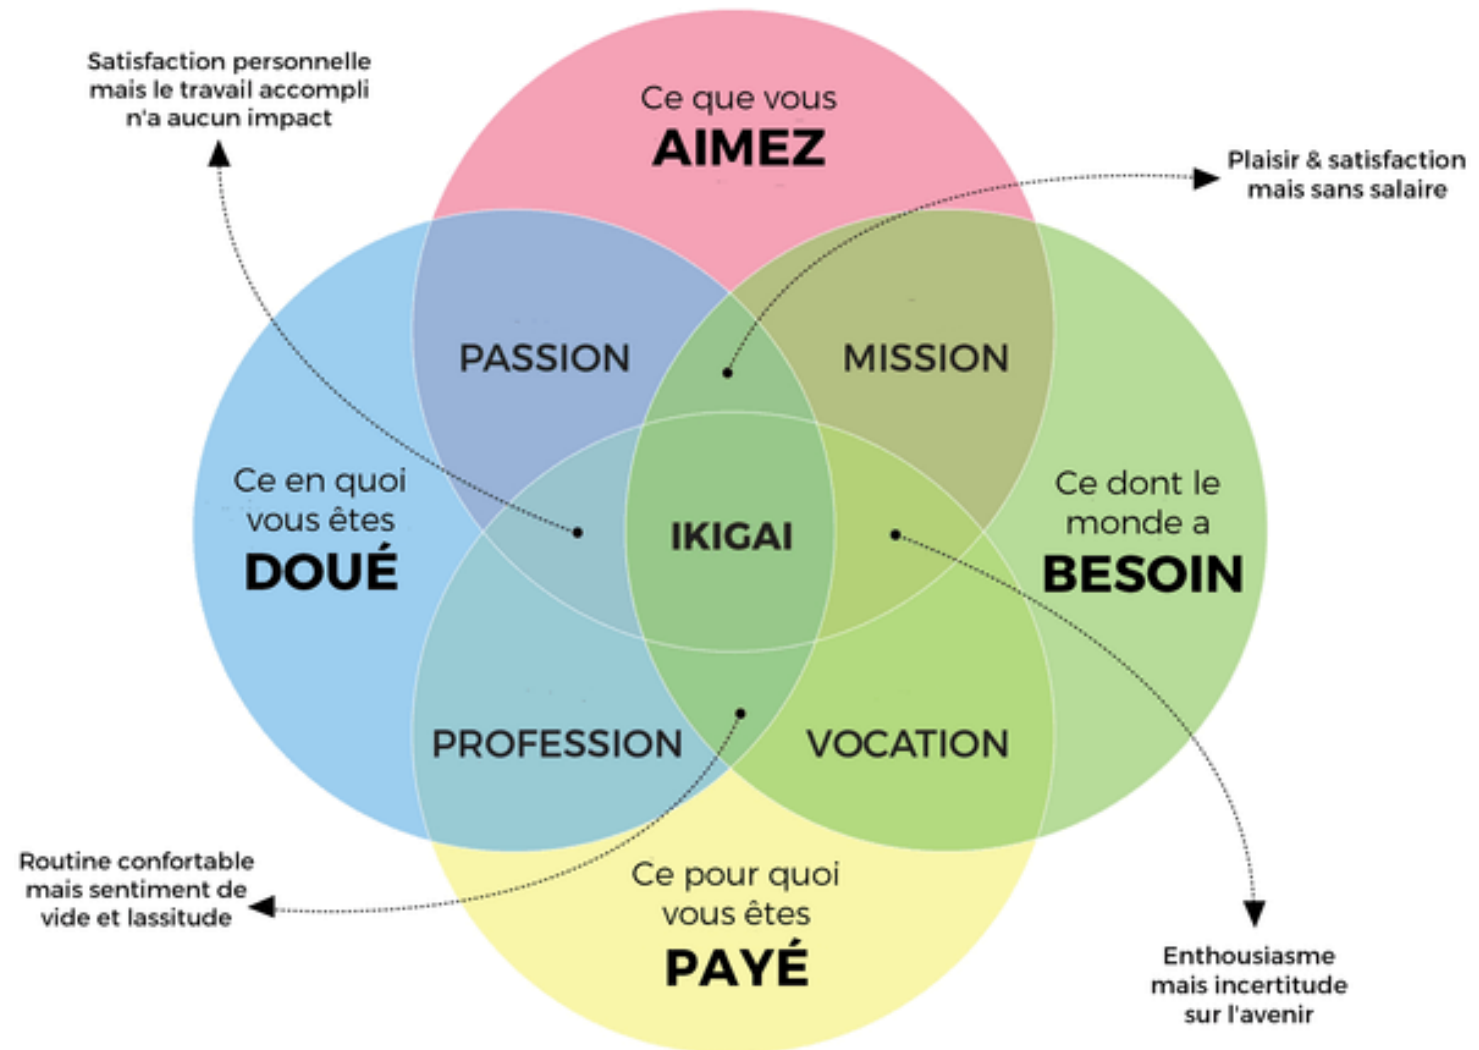 Satisfaction personnelle
mais le travail accompli
n'a aucun impact
Ce que vous
AIMEZ
Plaisir & satisfaction
mais sans salaire
PASSION
MISSION
Ce en quoi
vous êtes
DOUÉ
IKIGAI
Ce dont le
monde a
BESOIN
PROFESSION
VOCATION
Routine confortable
mais sentiment de
vide et lassitude
Ce pour quoi
vous êtes
PAYÉ
Enthousiasme
mais incertitude
sur l'avenir